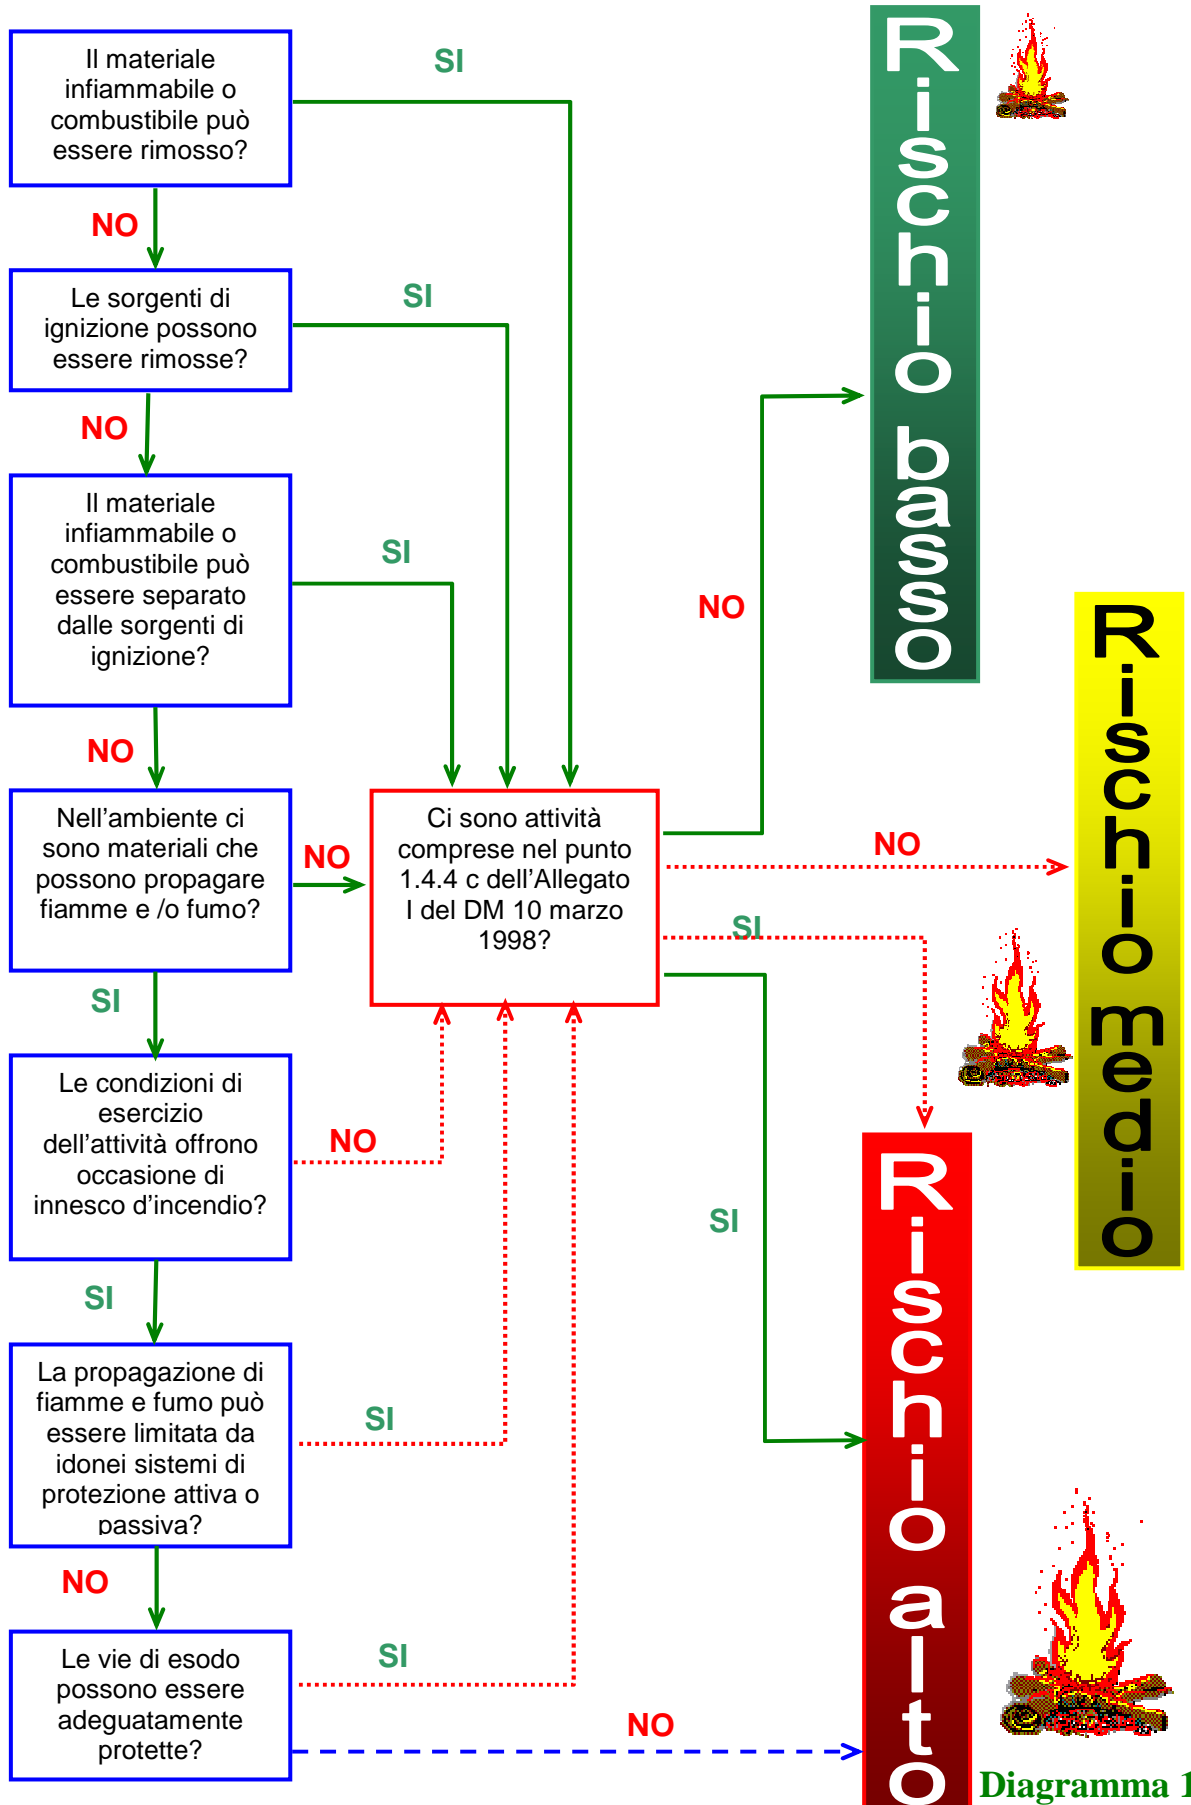 Il materiale
infiammabile o
combustibile può
essere rimosso?
SI
NO
Le sorgenti di
ignizione possono
essere rimosse?
SI
NO
Il materiale
infiammabile o
combustibile può
essere separato
dalle sorgenti di
ignizione?
SI
NO
Nell'ambiente ci
sono materiali che
possono propagare
fiamme e /o fumo?
NO
SI
Ci sono attività
comprese nel punto
1.4.4 c dell'Allegato
I del DM 10 marzo
1998?
NO
NO
SI
SI
Le condizioni di
esercizio
dell'attività offrono
occasione di
innesco d'incendio?
NO
SI
La propagazione di
fiamme e fumo può
essere limitata da
idonei sistemi di
protezione attiva o
passiva?
SI
NO
Le vie di esodo
possono essere
adeguatamente
protette?
SI
NO
Rischio basso
Rischio medio
Rischio alto
Diagramma 1